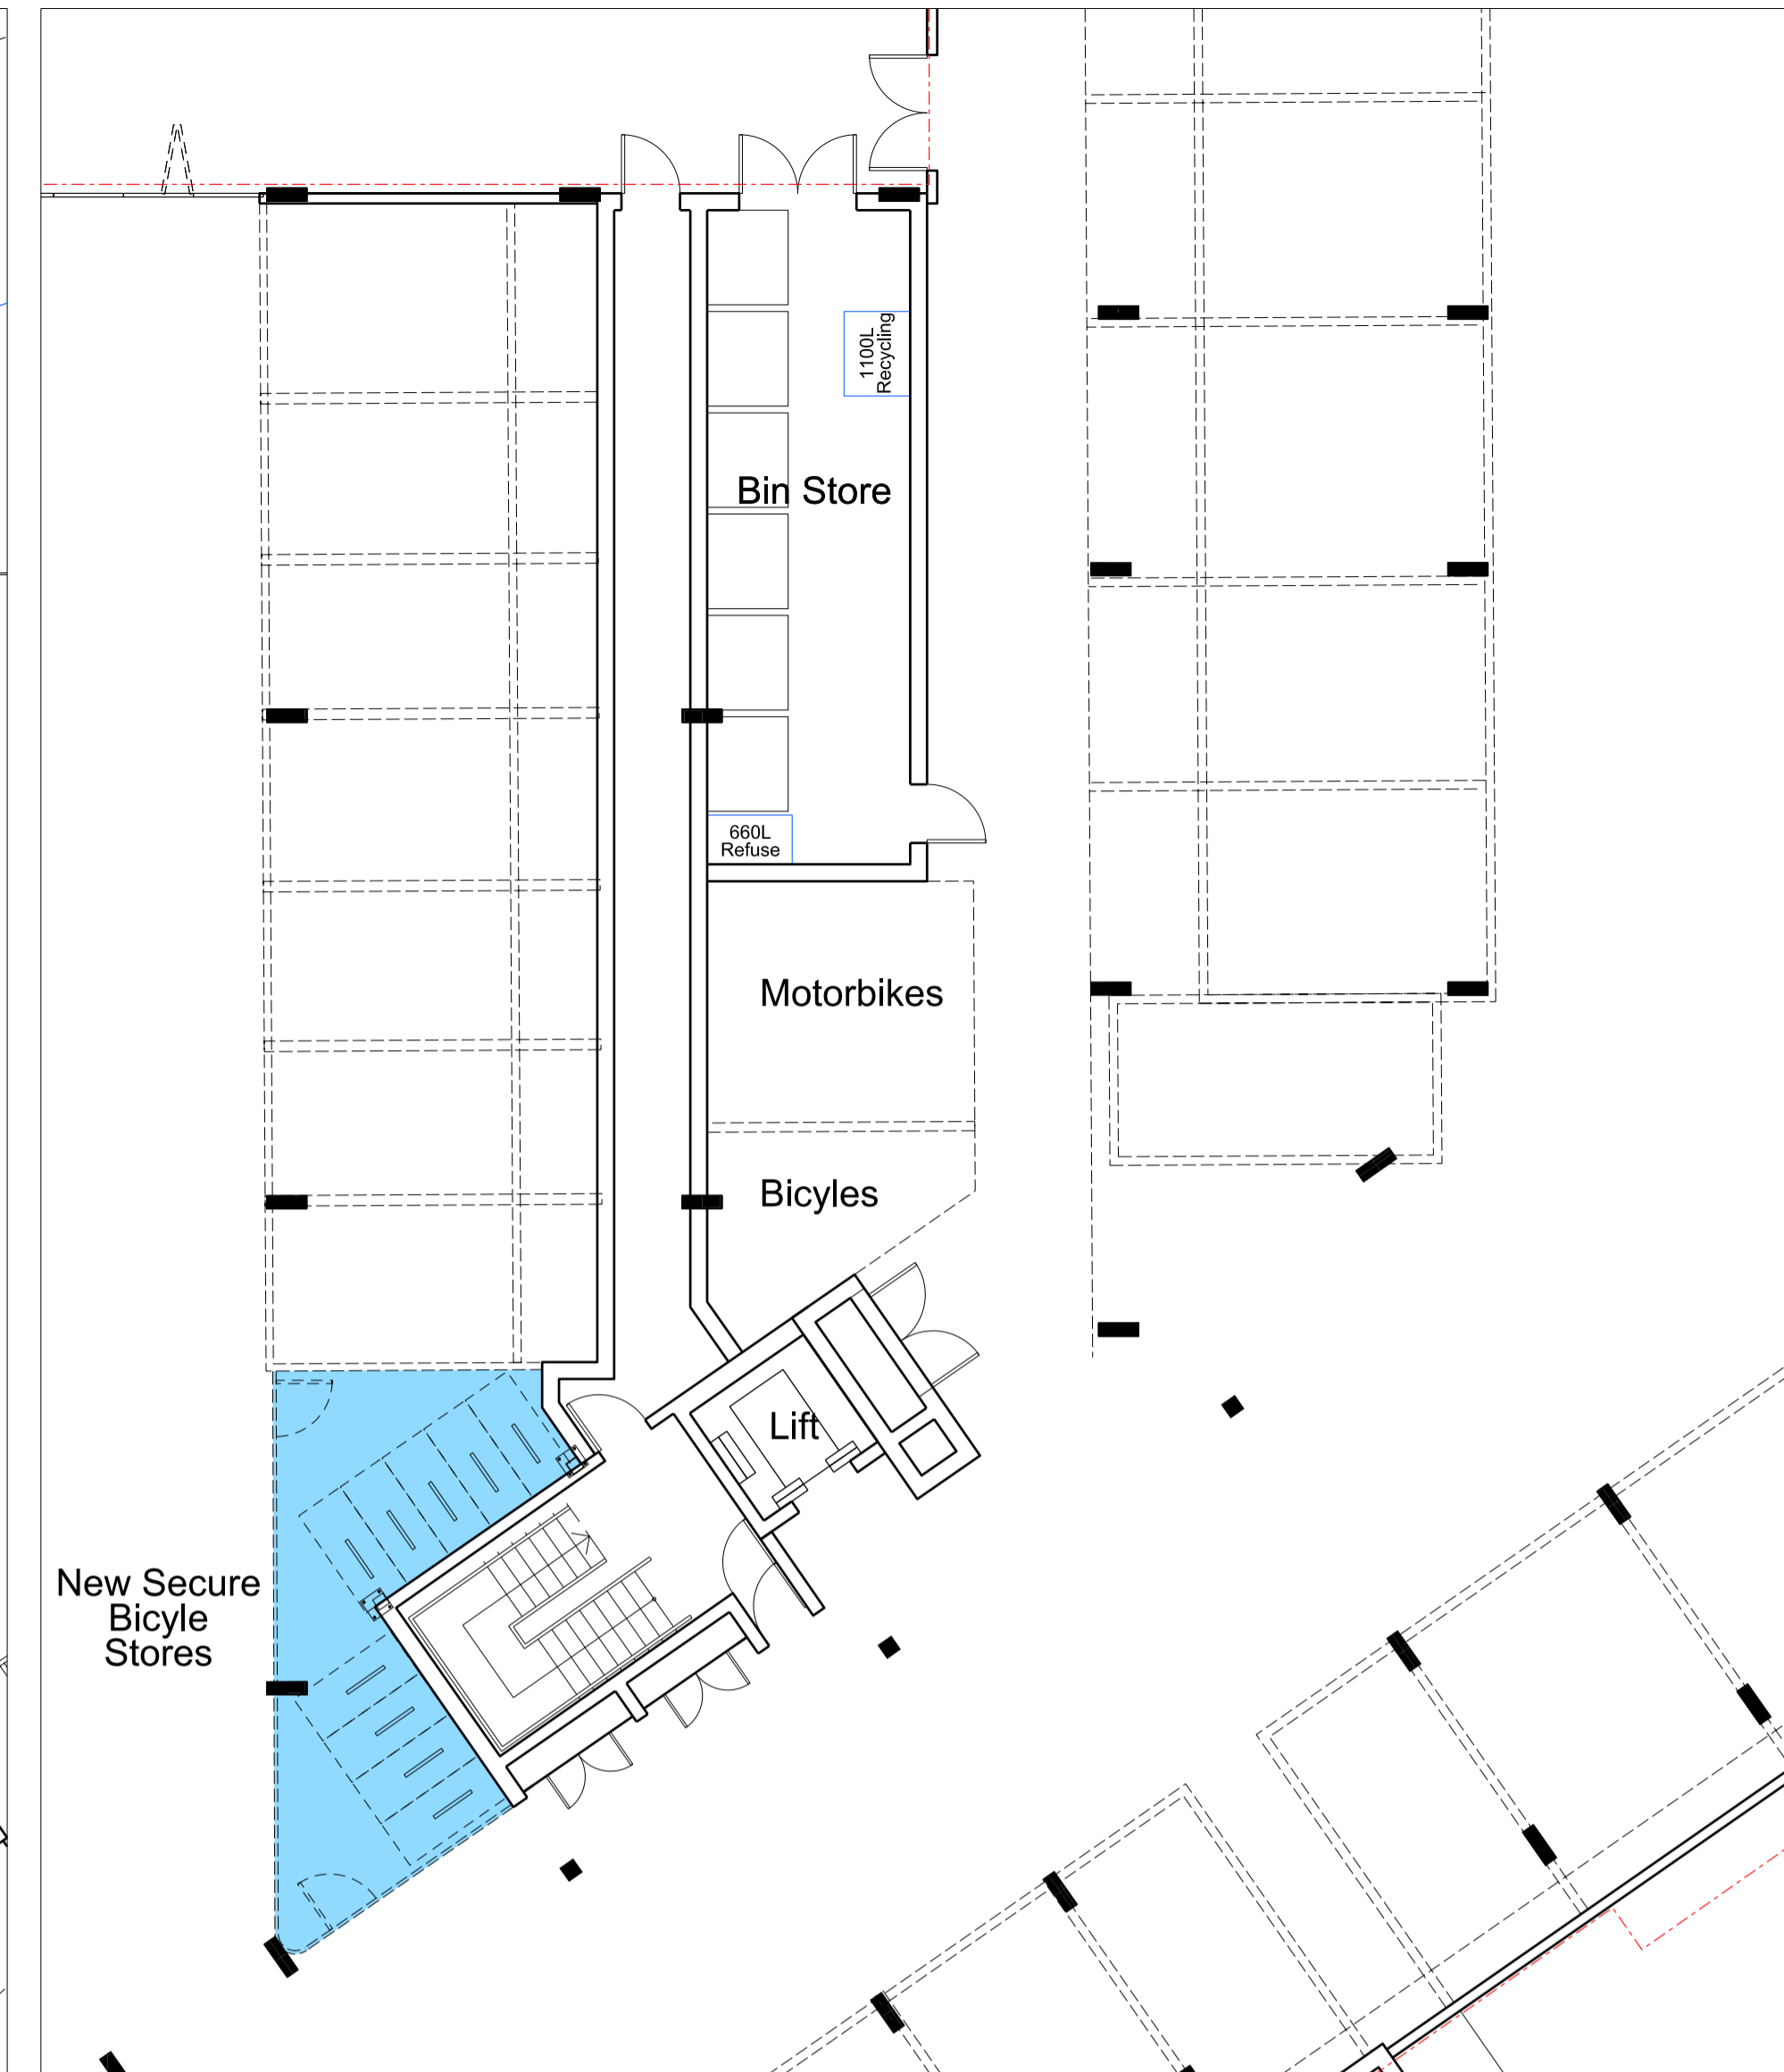 1100L
Recycling
Bin Store
660L
Refuse
Motorbikes
Bicyles
Lift
New Secure
Bicyle
Stores